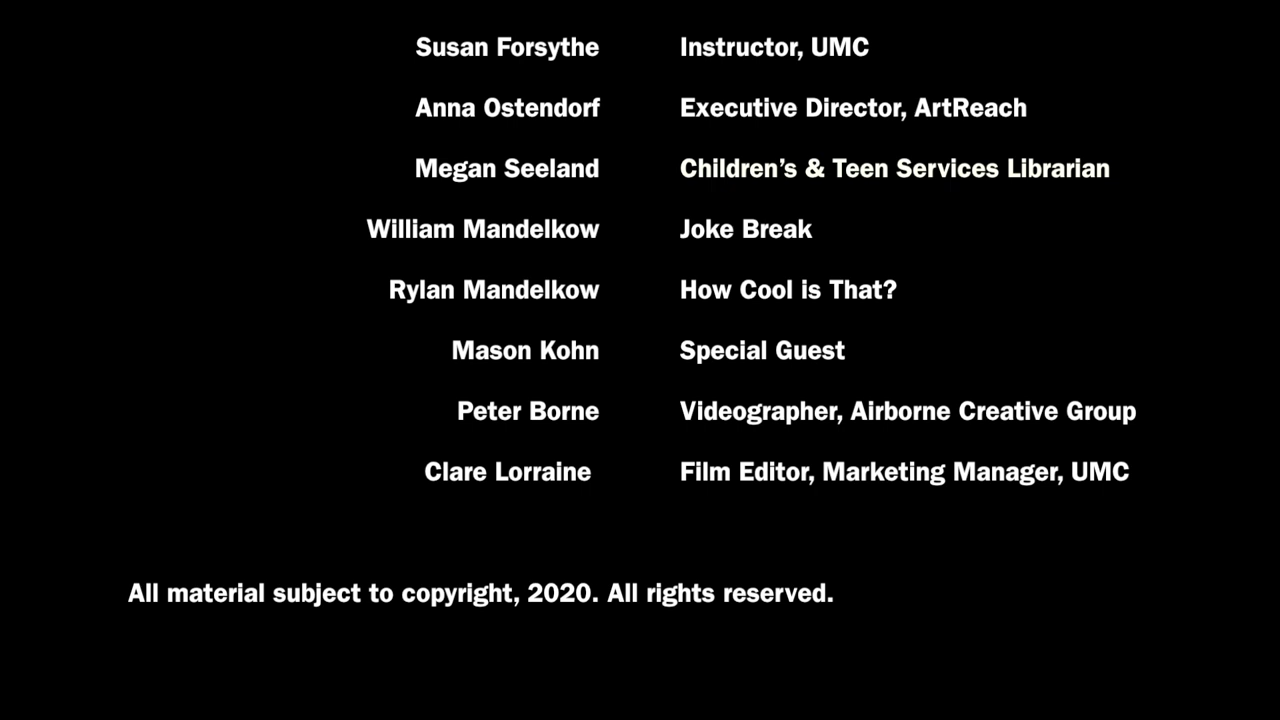 Susan Forsythe Instructor, UMC
Anna Ostendorf Executive Director, ArtReach
Megan Seeland Children’s & Teen Services Librarian
William Mandelkow Joke Break
Rylan Mandelkow How Cool is That?
Mason Kohn Special Guest
Peter Borne Videographer, Airborne Creative Group
Clare Lorraine Film Editor, Marketing Manager, UMC
All material subject to copyright, 2020. All rights reserved.